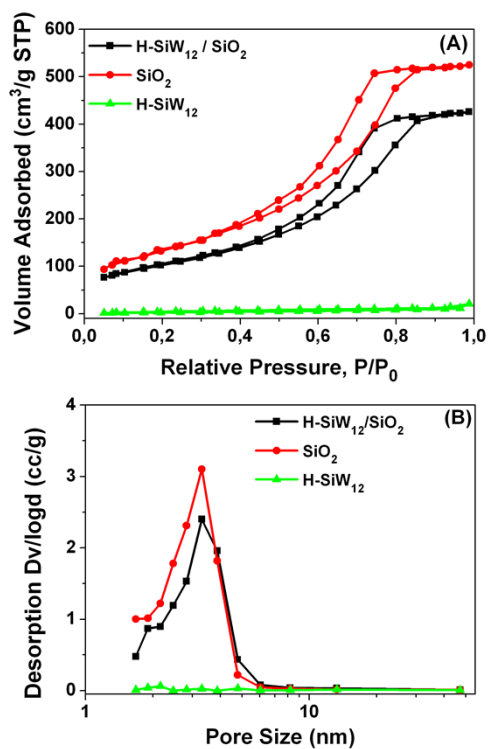 (A)
H-SiW₁₂ / SiO₂
SiO₂
H-SiW₁₂
Volume Adsorbed (cm³/g STP)
600
500
400
300
200
100
0
0,0 0,2 0,4 0,6 0,8 1,0
Relative Pressure, P/P₀
(B)
H-SiW₁₂/SiO₂
SiO₂
H-SiW₁₂
Desorption Dv/logd (cc/g)
4
3
2
1
0
1 10
Pore Size (nm)